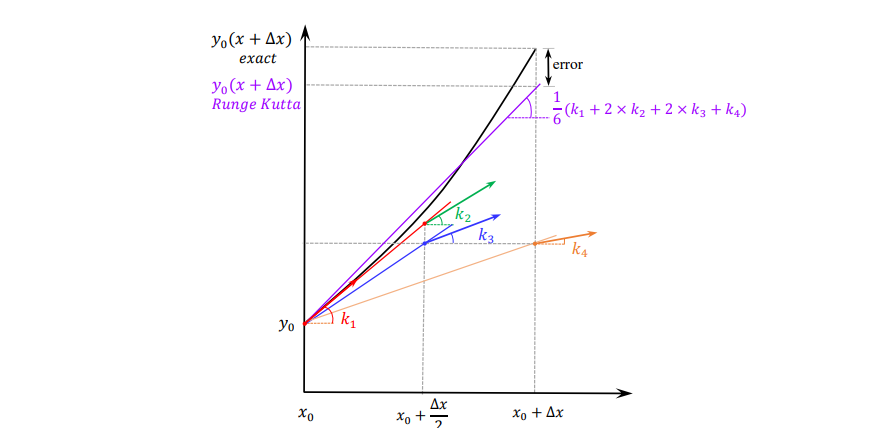 y₀(x + Δx)
exact
y₀(x + Δx)
Runge Kutta
error
1/6 (k₁ + 2 × k₂ + 2 × k₃ + k₄)
k₂
k₃
k₄
y₀
k₁
x₀
x₀ + Δx/2
x₀ + Δx